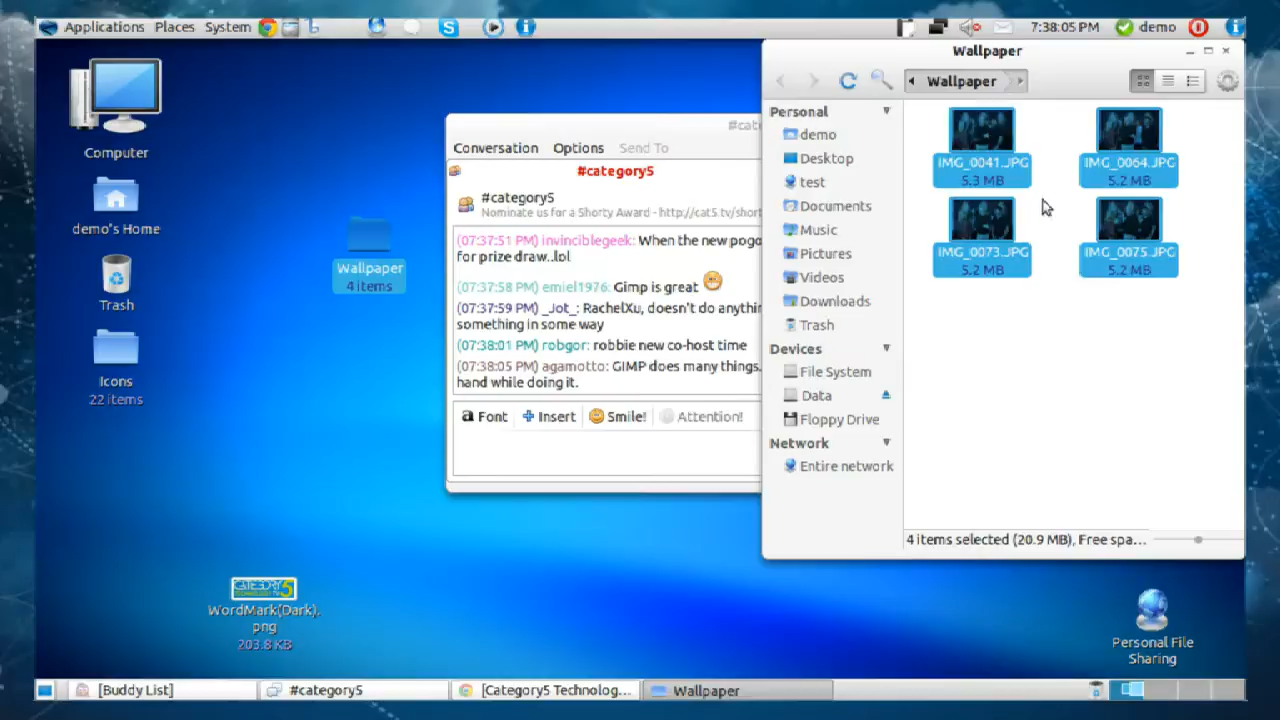 Applications Places System
7:38:05 PM demo
Computer
demo's Home
Trash
Icons
22 items
Wallpaper
4 items
WordMark(Dark).
png
203.8 KB
CATEGORY 5
TECHNOLOGY TV
Personal File
Sharing
#cat
Conversation Options Send To
#category5
#category5
Nominate us for a Shorty Award - http://cat5.tv/short
(07:37:51 PM) invinciblegeek: When the new pogo
for prize draw..lol
(07:37:58 PM) emiel1976: Gimp is great
(07:37:59 PM) _Jot_: RachelXu, doesn't do anythin
something in some way
(07:38:01 PM) robgor: robbie new co-host time
(07:38:05 PM) agamotto: GIMP does many things.
hand while doing it.
Font Insert Smile! Attention!
Wallpaper
Wallpaper
Personal
demo
Desktop
test
Documents
Music
Pictures
Videos
Downloads
Trash
Devices
File System
Data
Floppy Drive
Network
Entire network
IMG_0041.JPG
5.3 MB
IMG_0064.JPG
5.2 MB
IMG_0073.JPG
5.2 MB
IMG_0075.JPG
5.2 MB
4 items selected (20.9 MB), Free spa...
[Buddy List] #category5 [Category5 Technolog... Wallpaper